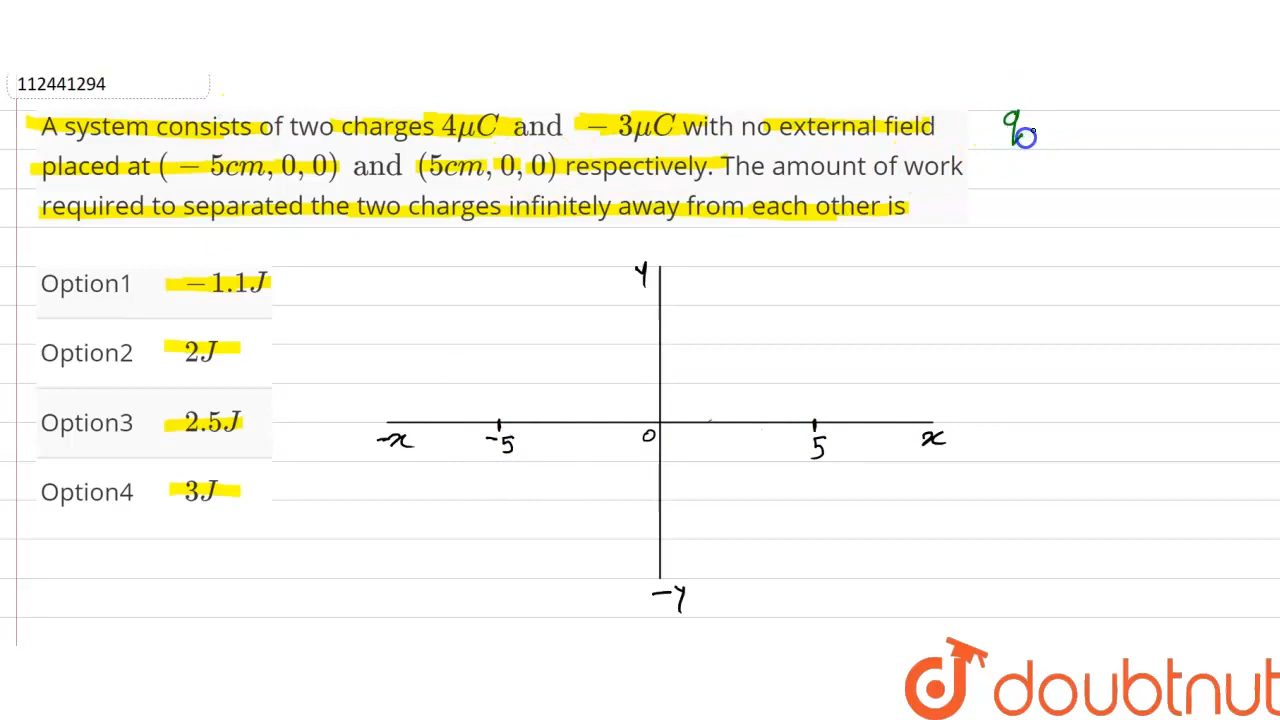 112441294
A system consists of two charges 4μC and − 3μC with no external field
placed at ( − 5cm, 0, 0) and (5cm, 0, 0) respectively. The amount of work
required to separated the two charges infinitely away from each other is
q
Option1 − 1.1J
Option2 2J
Option3 2.5J
Option4 3J
y
-x -5 0 5 x
-y
doubtnut